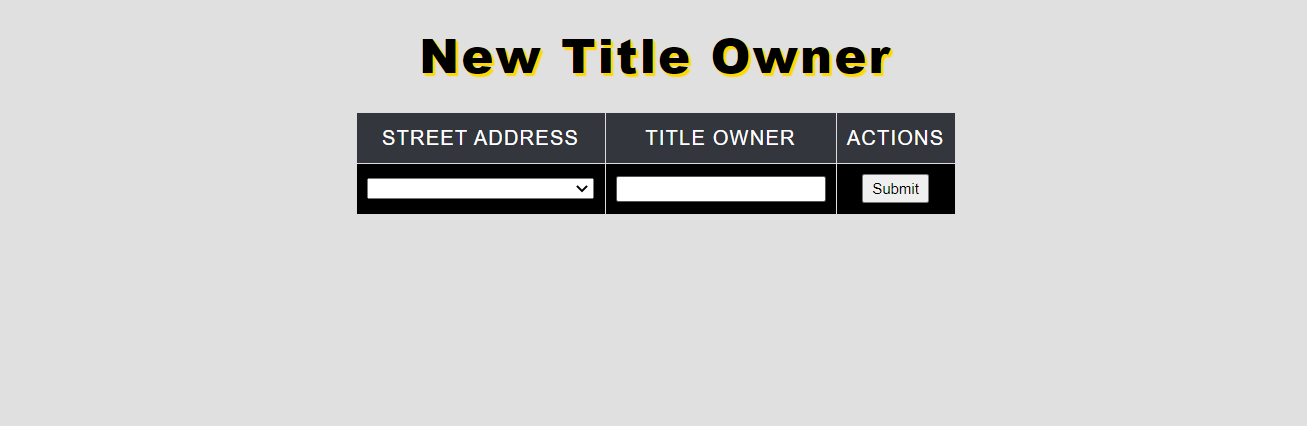 New Title Owner
STREET ADDRESS TITLE OWNER ACTIONS
Submit